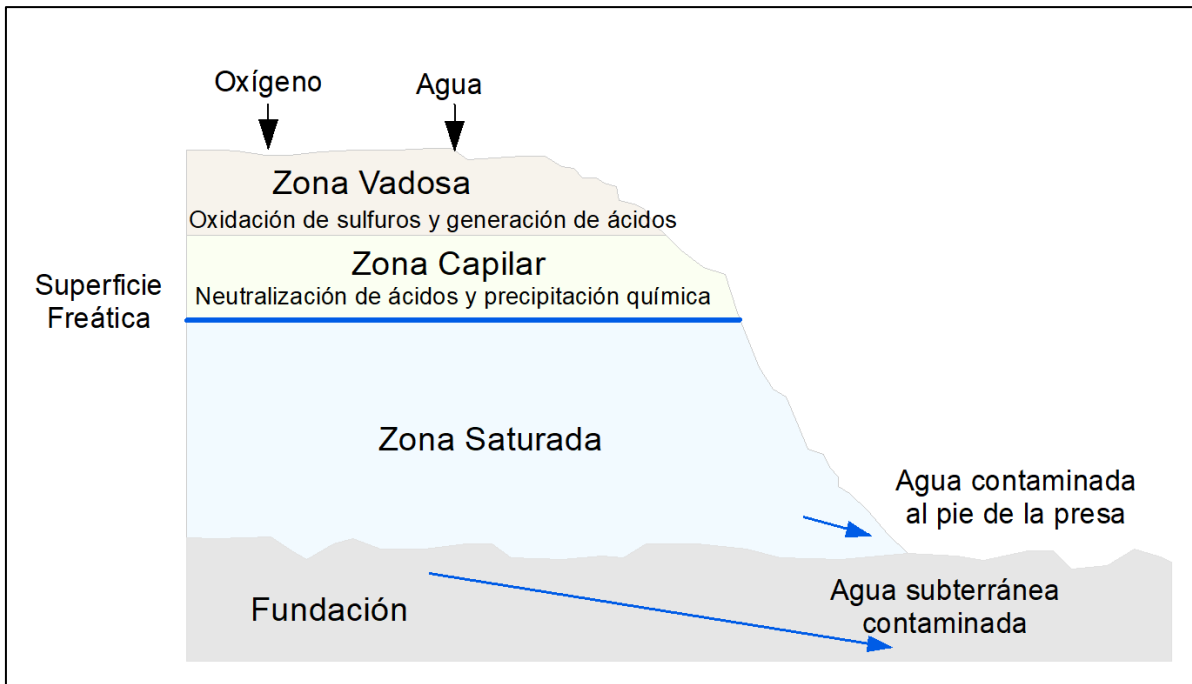 Oxígeno
Agua
Zona Vadosa
Oxidación de sulfuros y generación de ácidos
Zona Capilar
Neutralización de ácidos y precipitación química
Superficie
Freática
Zona Saturada
Agua contaminada
al pie de la presa
Fundación
Agua subterránea
contaminada